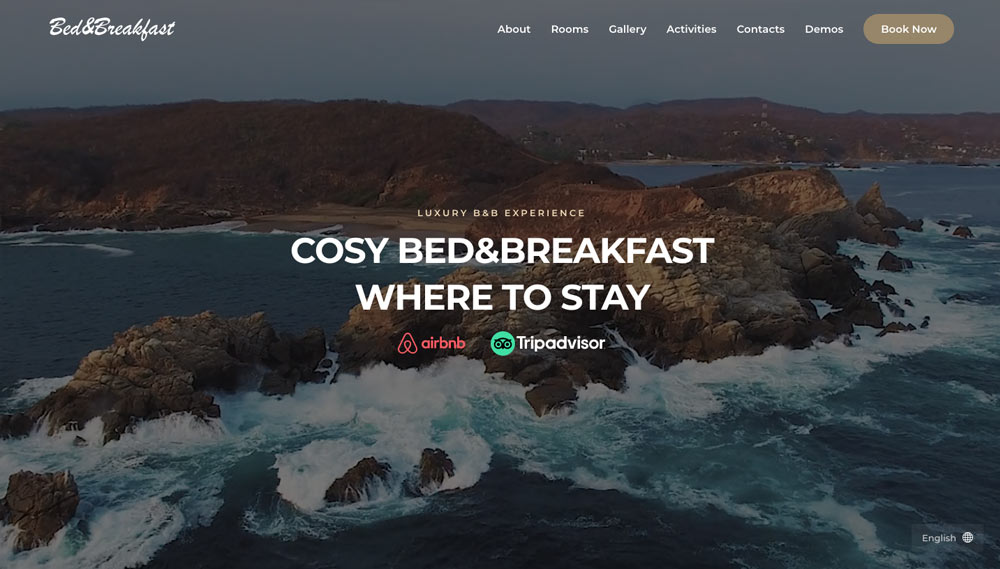 Bed&Breakfast
About Rooms Gallery Activities Contacts Demos Book Now
LUXURY B&B EXPERIENCE
COSY BED&BREAKFAST
WHERE TO STAY
airbnb Tripadvisor
English